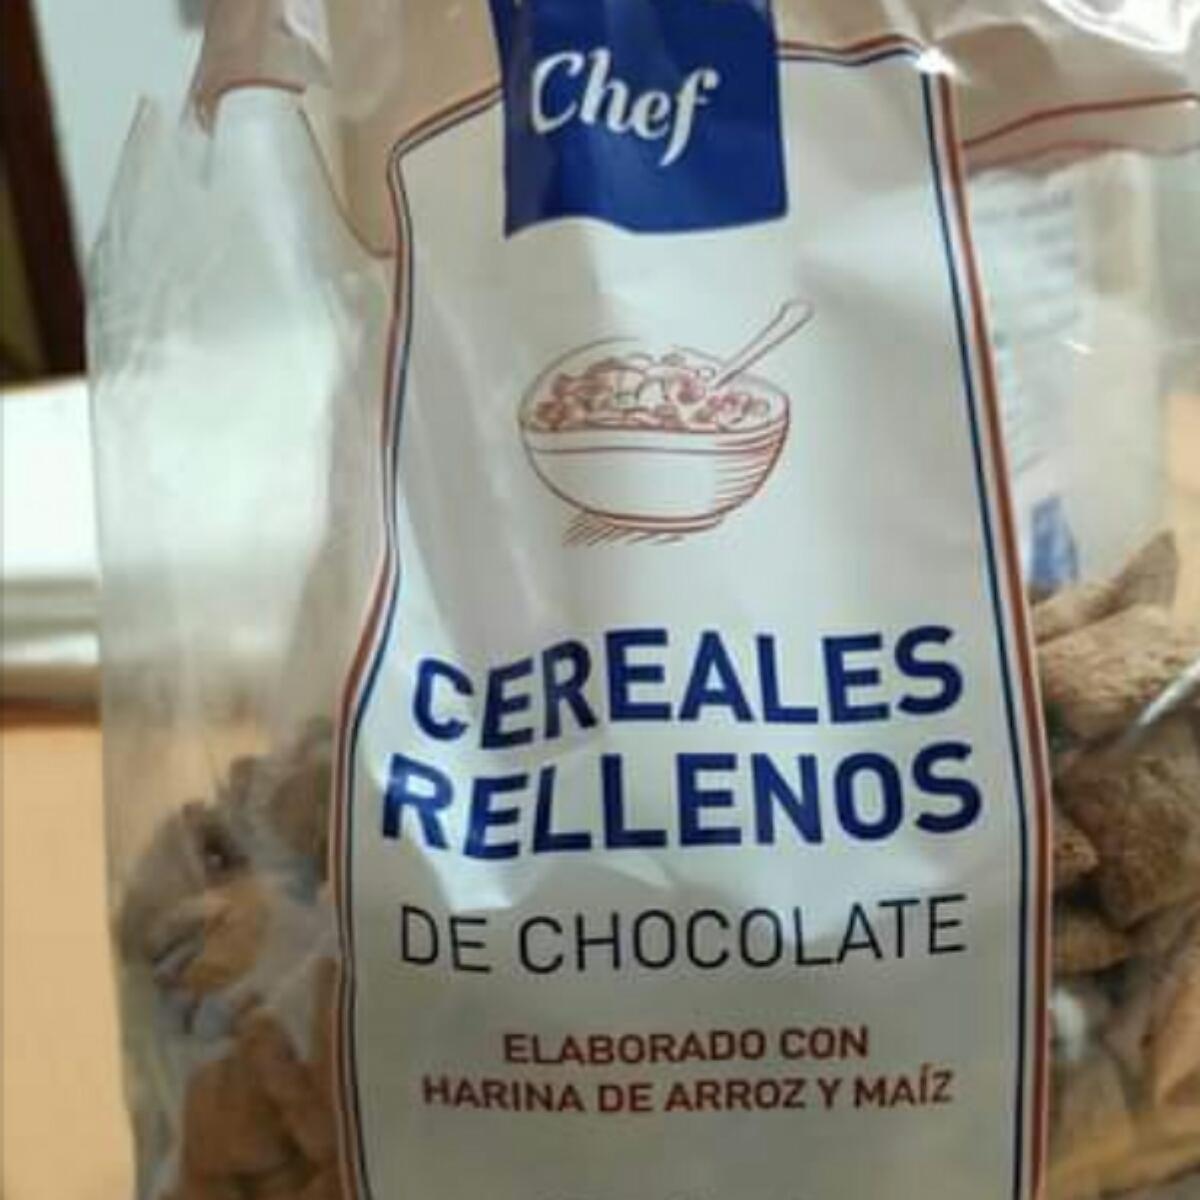 Chef
CEREALES
RELLENOS
DE CHOCOLATE
ELABORADO CON
HARINA DE ARROZ Y MAÍZ